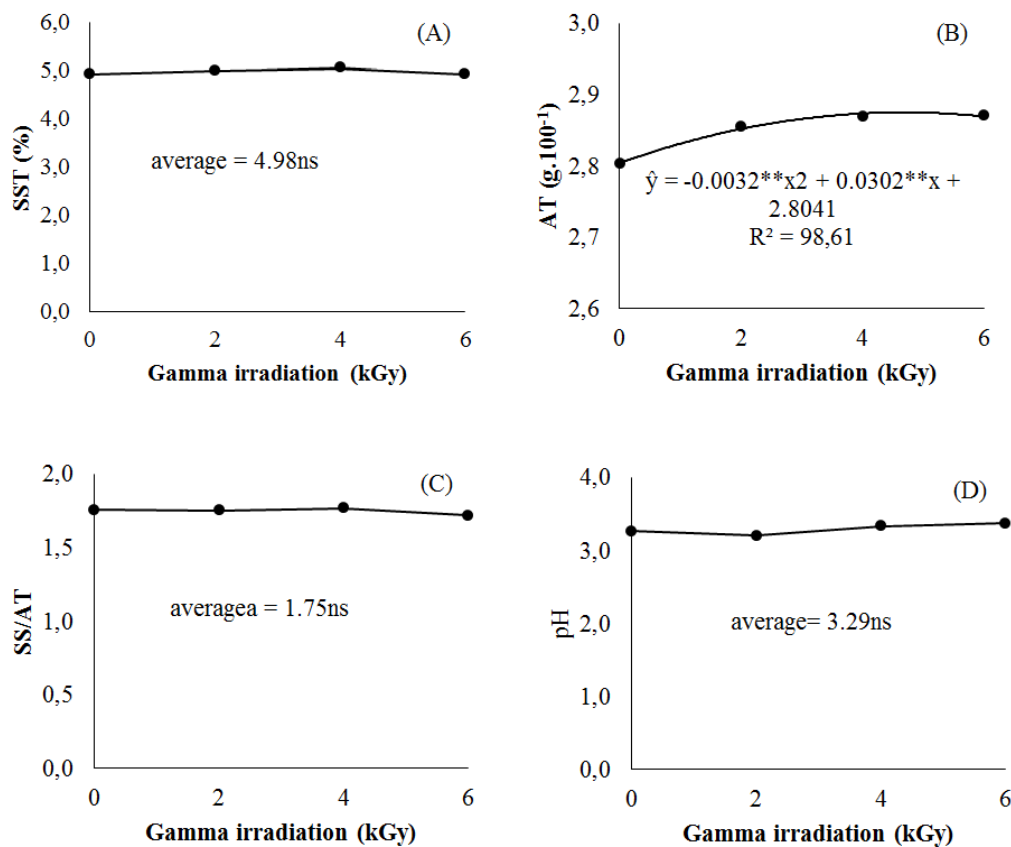 (A)
6,0
5,0
4,0
3,0
2,0
1,0
0,0
SST (%)
average = 4.98ns
0 2 4 6
Gamma irradiation (kGy)
(B)
3,0
2,9
2,8
2,7
2,6
AT (g.100⁻¹)
ŷ = -0.0032**x2 + 0.0302**x +
2.8041
R² = 98,61
0 2 4 6
Gamma irradiation (kGy)
(C)
2,0
1,5
1,0
0,5
0,0
SS/AT
averagea = 1.75ns
0 2 4 6
Gamma irradiation (kGy)
(D)
4,0
3,0
2,0
1,0
0,0
pH
average= 3.29ns
0 2 4 6
Gamma irradiation (kGy)